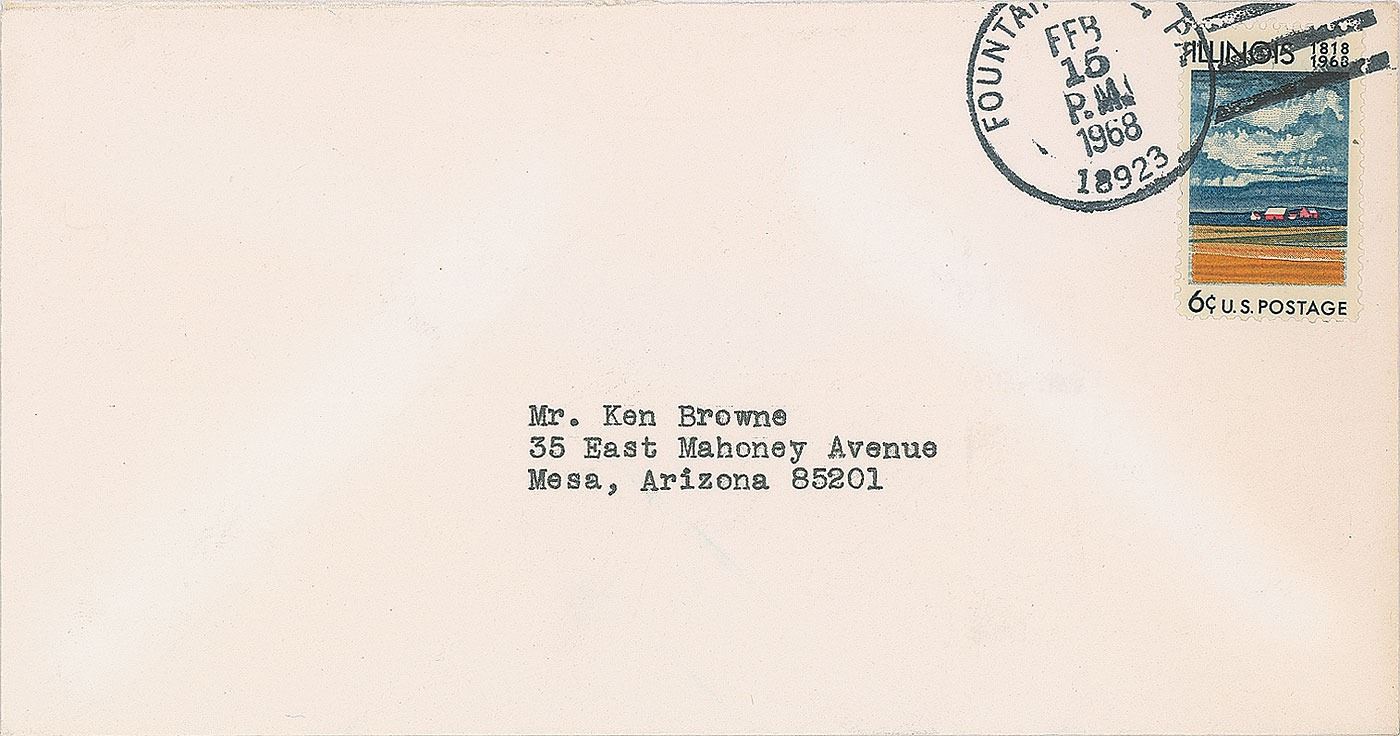 FEB
15
P.M.
1968
18923
ILLINOIS 1818
1968
6¢ U.S. POSTAGE
Mr. Ken Browne
35 East Mahoney Avenue
Mesa, Arizona 85201